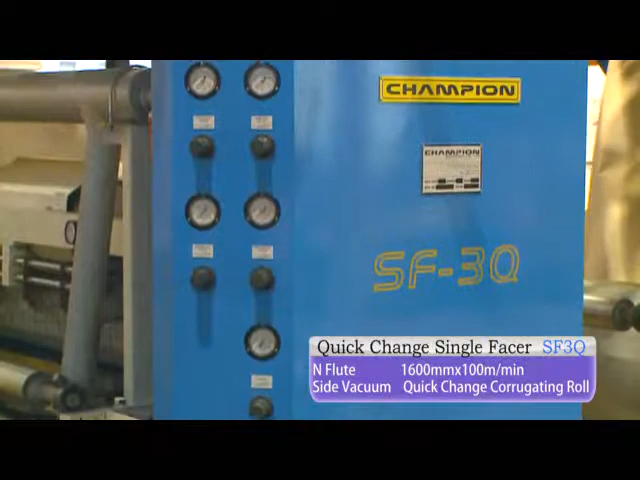 CHAMPION
CHAMPION
SF-3Q
Quick Change Single Facer SF3Q
N Flute 1600mmx100m/min
Side Vacuum Quick Change Corrugating Roll